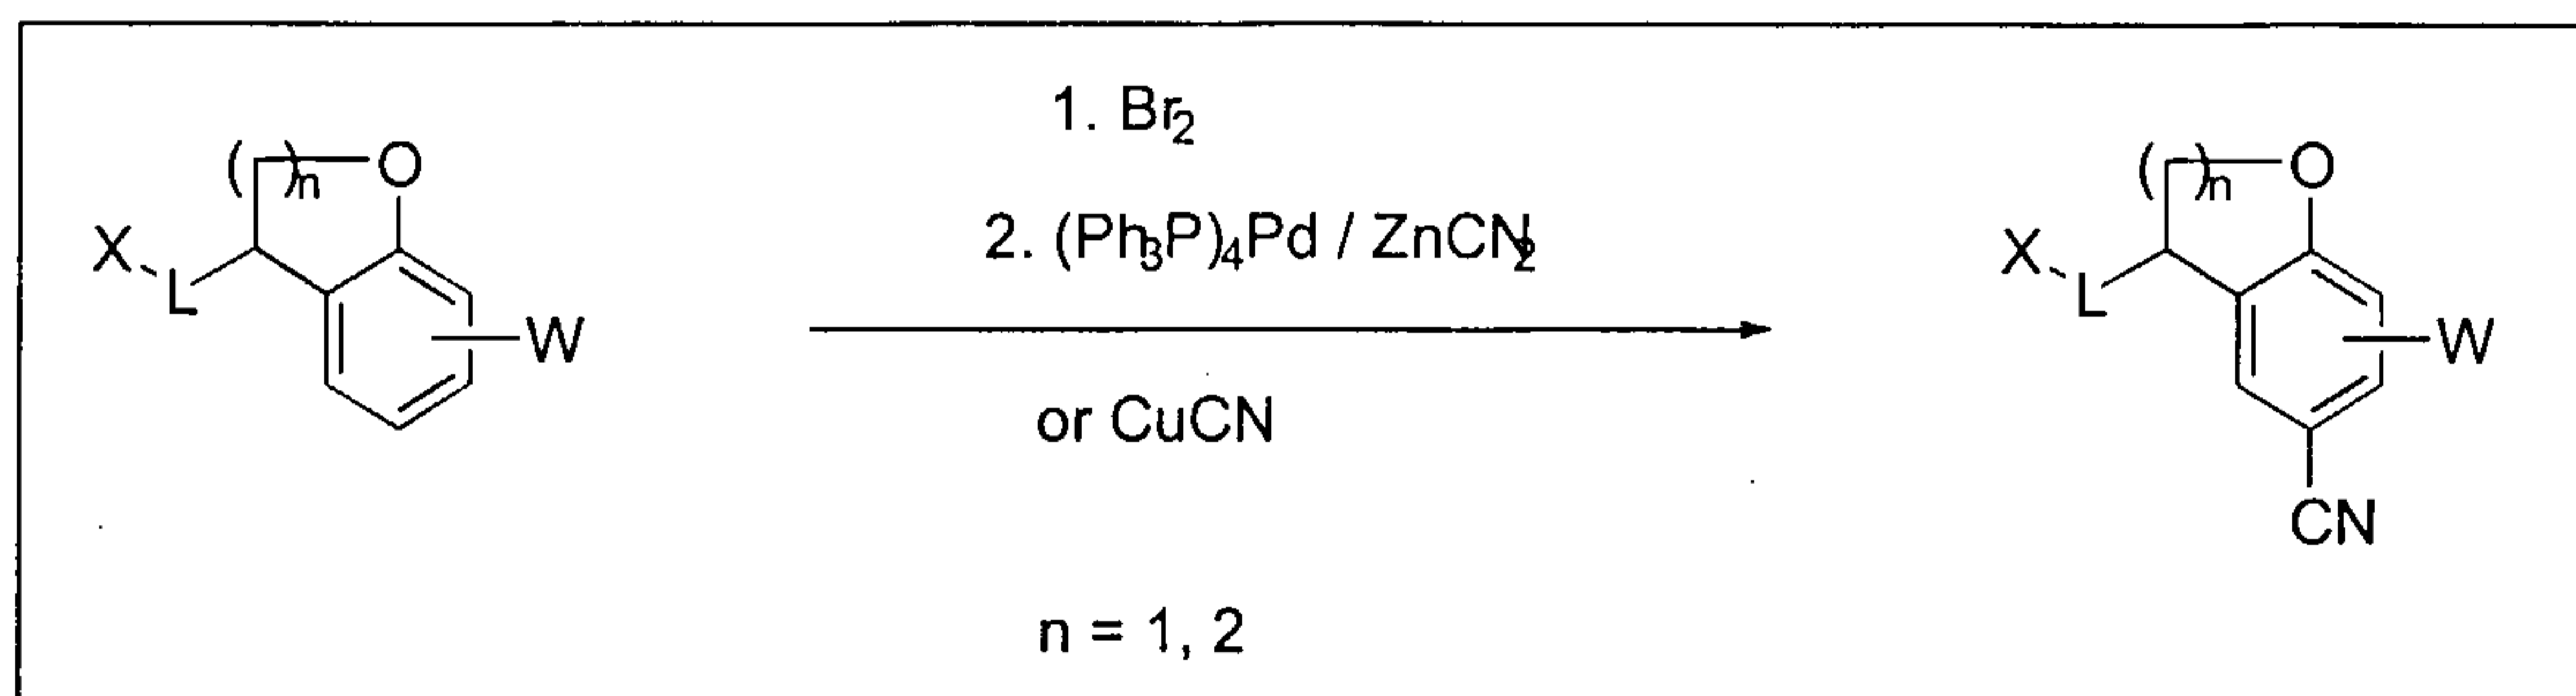 1. Br2
( )n O
2. (Ph3P)4Pd / ZnCN2
X L W
or CuCN
n = 1, 2
( )n O
X L W
CN